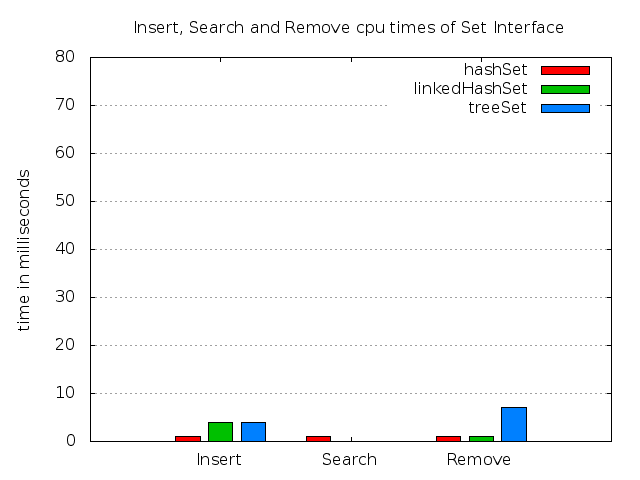 Insert, Search and Remove cpu times of Set Interface
80
hashSet
linkedHashSet
treeSet
70
60
50
40
30
20
10
0
time in milliseconds
Insert
Search
Remove